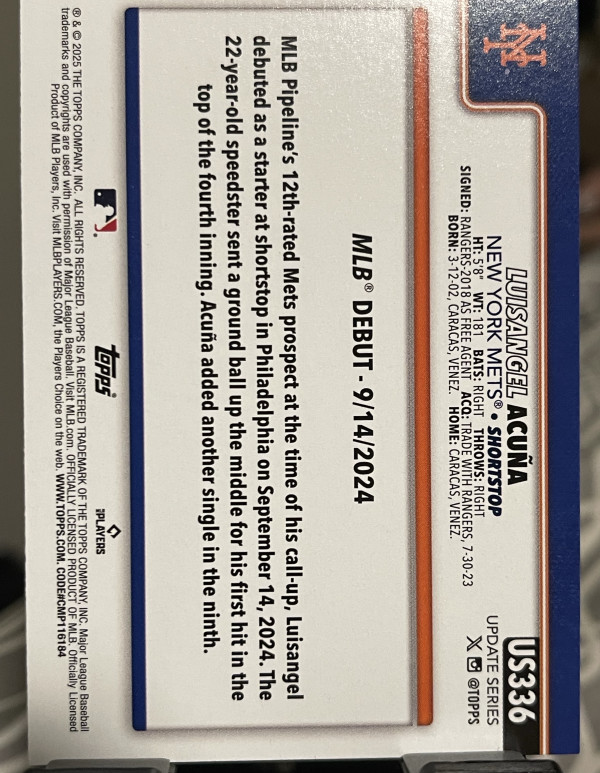 US336
UPDATE SERIES
@TOPPS
LUISANGEL ACUÑA
NEW YORK METS® • SHORTSTOP
HT: 5'8" WT: 181 BATS: RIGHT THROWS: RIGHT
SIGNED: RANGERS-2018 AS FREE AGENT ACQ: TRADE WITH RANGERS, 7-30-23
BORN: 3-12-02, CARACAS, VENEZ. HOME: CARACAS, VENEZ.
MLB® DEBUT - 9/14/2024
MLB Pipeline's 12th-rated Mets prospect at the time of his call-up, Luisangel
debuted as a starter at shortstop in Philadelphia on September 14, 2024. The
22-year-old speedster sent a ground ball up the middle for his first hit in the
top of the fourth inning. Acuña added another single in the ninth.
topps
PLAYERS
® & © 2025 THE TOPPS COMPANY, INC. ALL RIGHTS RESERVED. TOPPS IS A REGISTERED TRADEMARK OF THE TOPPS COMPANY, INC. Major League Baseball
trademarks and copyrights are used with permission of Major League Baseball. Visit MLB.com. OFFICIALLY LICENSED PRODUCT OF MLB. Officially Licensed
Product of MLB Players, Inc. Visit MLBPLAYERS.COM, the Players Choice on the web. WWW.TOPPS.COM. CODE#CMP116184